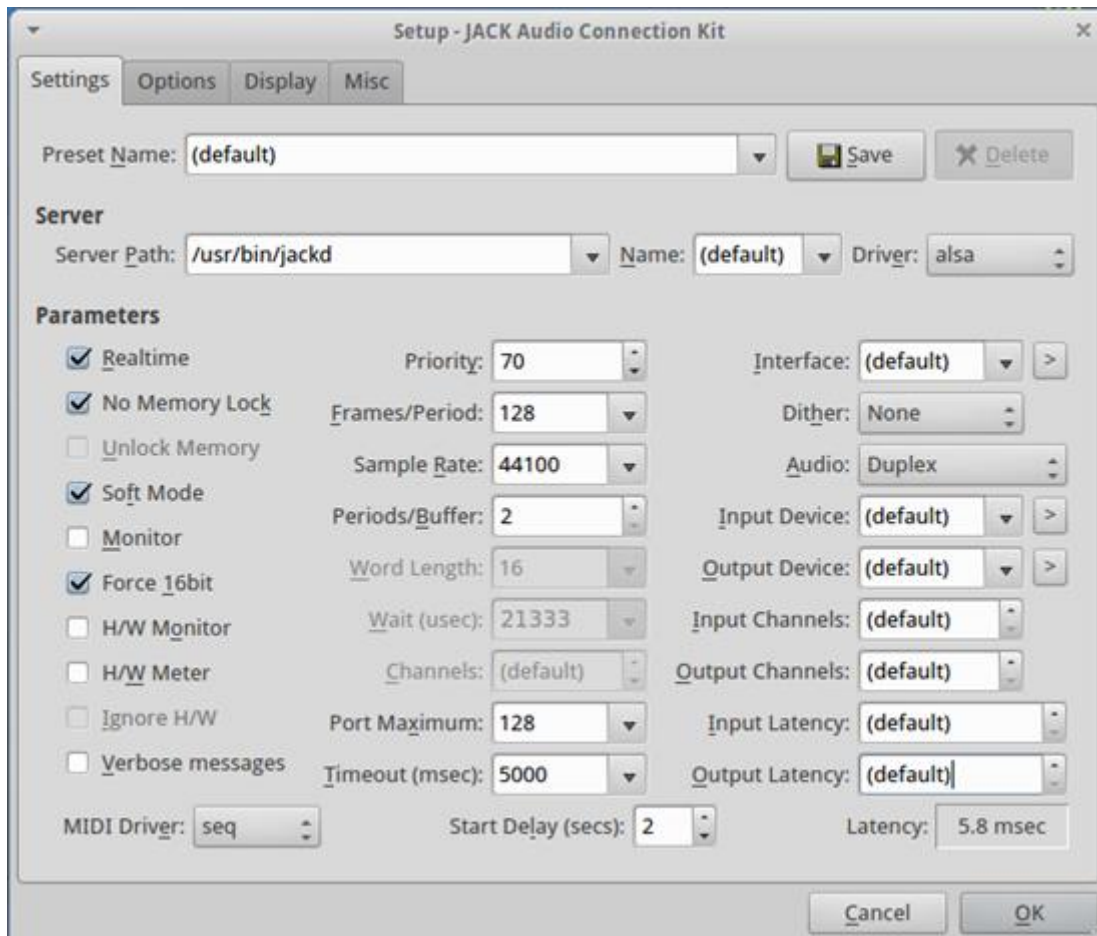 Setup - JACK Audio Connection Kit
Settings Options Display Misc
Preset Name: (default) Save Delete
Server
Server Path: /usr/bin/jackd Name: (default) Driver: alsa
Parameters
Realtime Priority: 70 Interface: (default) >
No Memory Lock Frames/Period: 128 Dither: None
Unlock Memory Sample Rate: 44100 Audio: Duplex
Soft Mode Periods/Buffer: 2 Input Device: (default) >
Monitor Word Length: 16 Output Device: (default) >
Force 16bit Wait (usec): 21333 Input Channels: (default)
H/W Monitor Channels: (default) Output Channels: (default)
H/W Meter Port Maximum: 128 Input Latency: (default)
Ignore H/W Timeout (msec): 5000 Output Latency: (default)
Verbose messages
MIDI Driver: seq Start Delay (secs): 2 Latency: 5.8 msec
Cancel OK